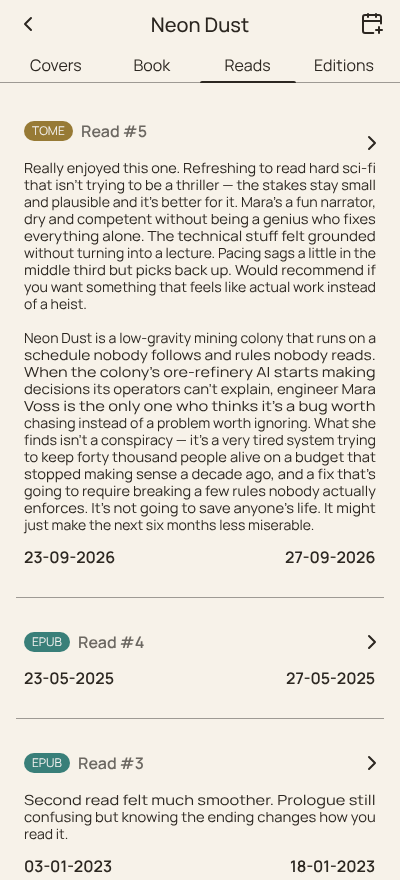 Neon Dust
Covers Book Reads Editions
TOME Read #5
Really enjoyed this one. Refreshing to read hard sci-fi
that isn't trying to be a thriller — the stakes stay small
and plausible and it's better for it. Mara's a fun narrator,
dry and competent without being a genius who fixes
everything alone. The technical stuff felt grounded
without turning into a lecture. Pacing sags a little in the
middle third but picks back up. Would recommend if
you want something that feels like actual work instead
of a heist.
Neon Dust is a low-gravity mining colony that runs on a
schedule nobody follows and rules nobody reads.
When the colony's ore-refinery AI starts making
decisions its operators can't explain, engineer Mara
Voss is the only one who thinks it's a bug worth
chasing instead of a problem worth ignoring. What she
finds isn't a conspiracy — it's a very tired system trying
to keep forty thousand people alive on a budget that
stopped making sense a decade ago, and a fix that's
going to require breaking a few rules nobody actually
enforces. It's not going to save anyone's life. It might
just make the next six months less miserable.
23-09-2026 27-09-2026
EPUB Read #4
23-05-2025 27-05-2025
EPUB Read #3
Second read felt much smoother. Prologue still
confusing but knowing the ending changes how you
read it.
03-01-2023 18-01-2023